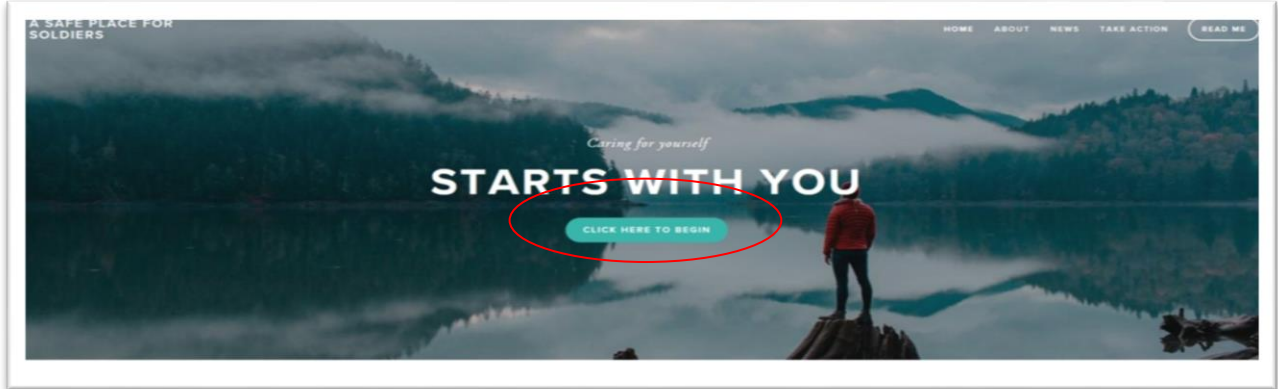 A SAFE PLACE FOR
SOLDIERS
HOME ABOUT NEWS TAKE ACTION READ ME
Caring for yourself
STARTS WITH YOU
CLICK HERE TO BEGIN